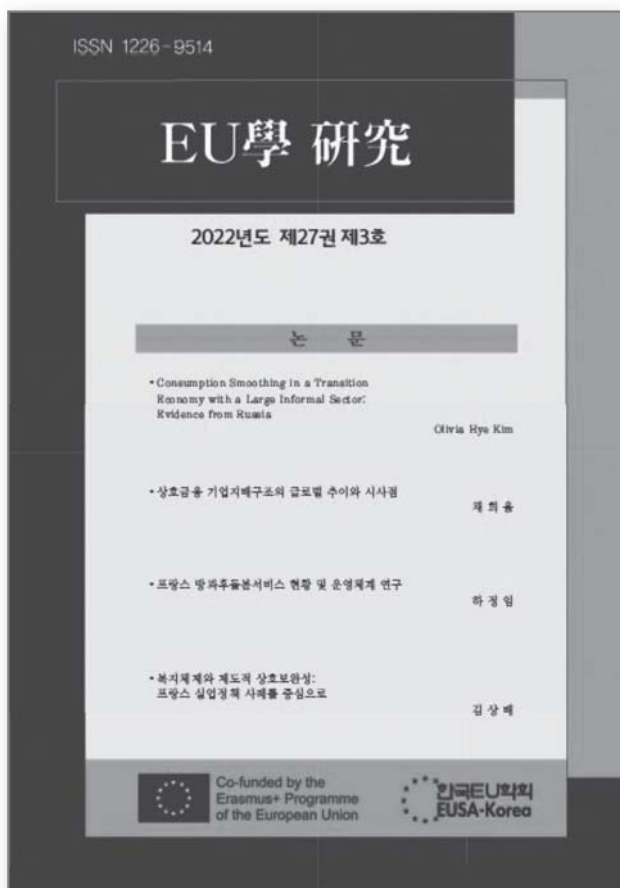 ISSN 1226-9514
EU學 研究
2022년도 제27권 제3호
논 문
• Consumption Smoothing in a Transition
Economy with a Large Informal Sector:
Evidence from Russia
Olivia Hye Kim
• 상호금융 기업지배구조의 글로벌 추이와 시사점
채 희 율
• 프랑스 방과후돌봄서비스 현황 및 운영체계 연구
하 정 임
• 복지체제와 제도적 상호보완성:
프랑스 실업정책 사례를 중심으로
김 상 배
Co-funded by the
Erasmus+ Programme
of the European Union
한국EU학회
EUSA-Korea